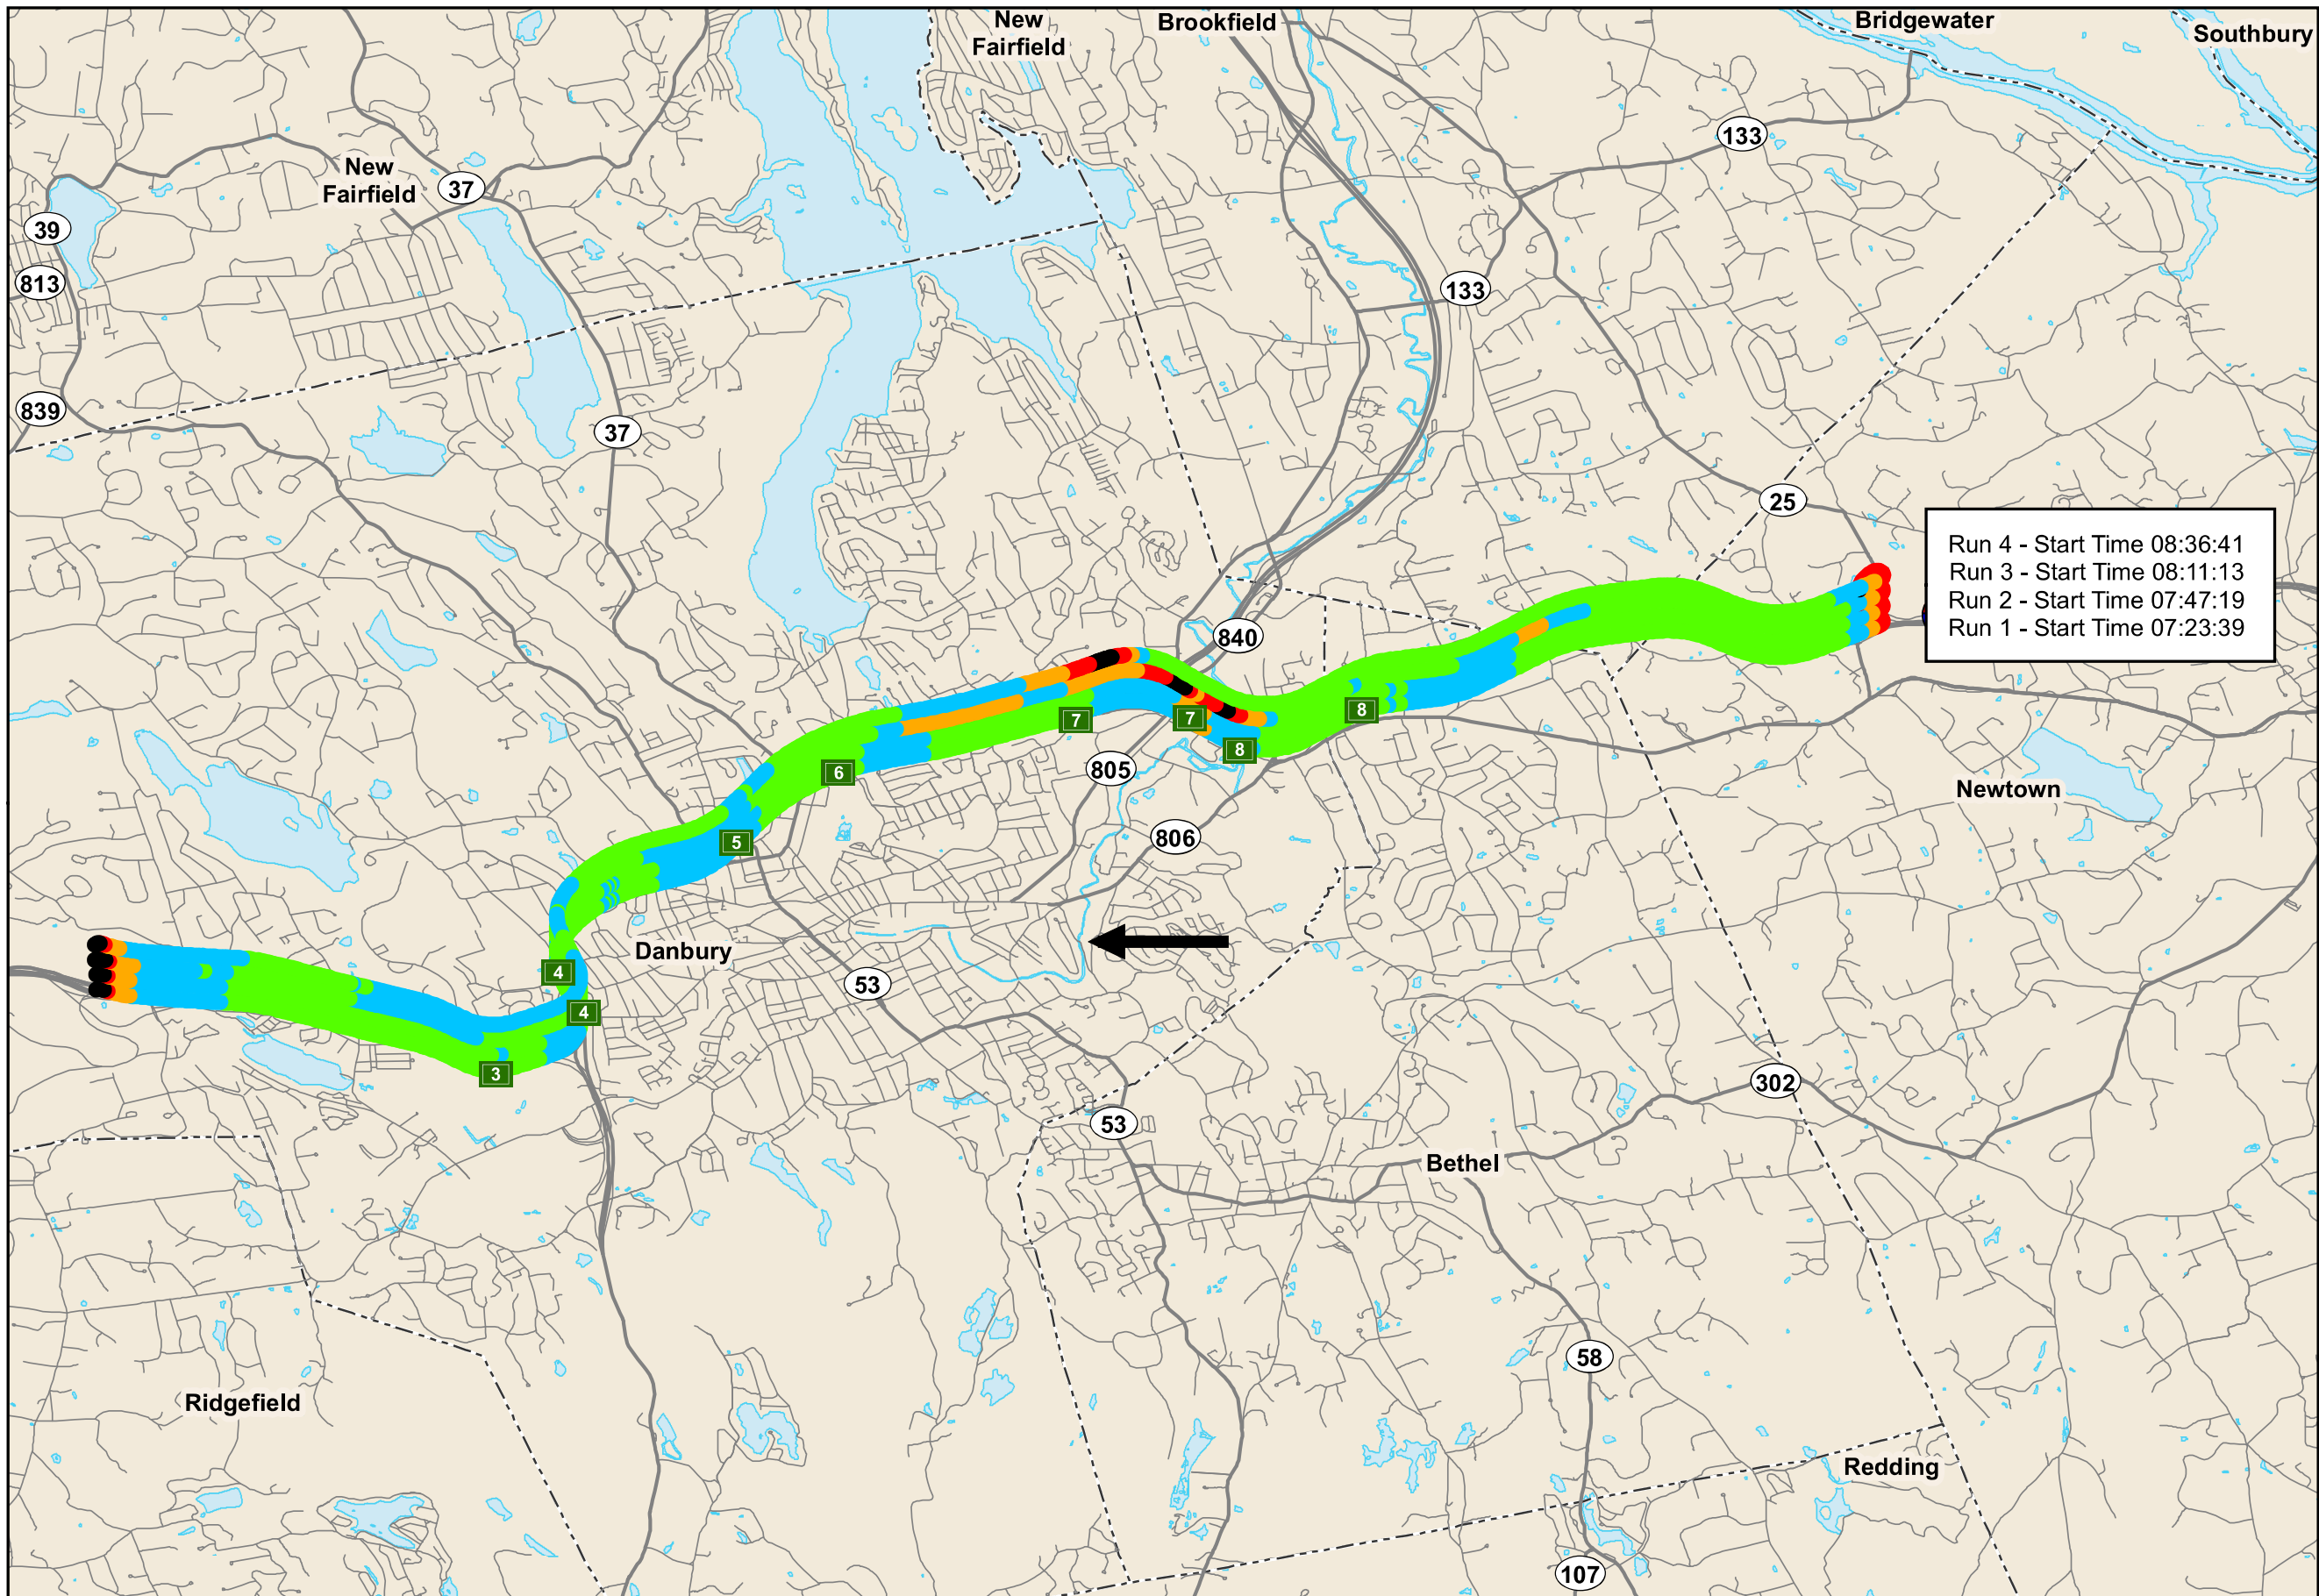 New
Fairfield
Brookfield
Bridgewater
Southbury
133
New
Fairfield
37
39
813
133
839
37
25
Run 4 - Start Time 08:36:41
Run 3 - Start Time 08:11:13
Run 2 - Start Time 07:47:19
Run 1 - Start Time 07:23:39
840
8
7
7
8
6
805
Newtown
806
5
Danbury
4
53
4
3
302
53
Bethel
58
Ridgefield
Redding
107